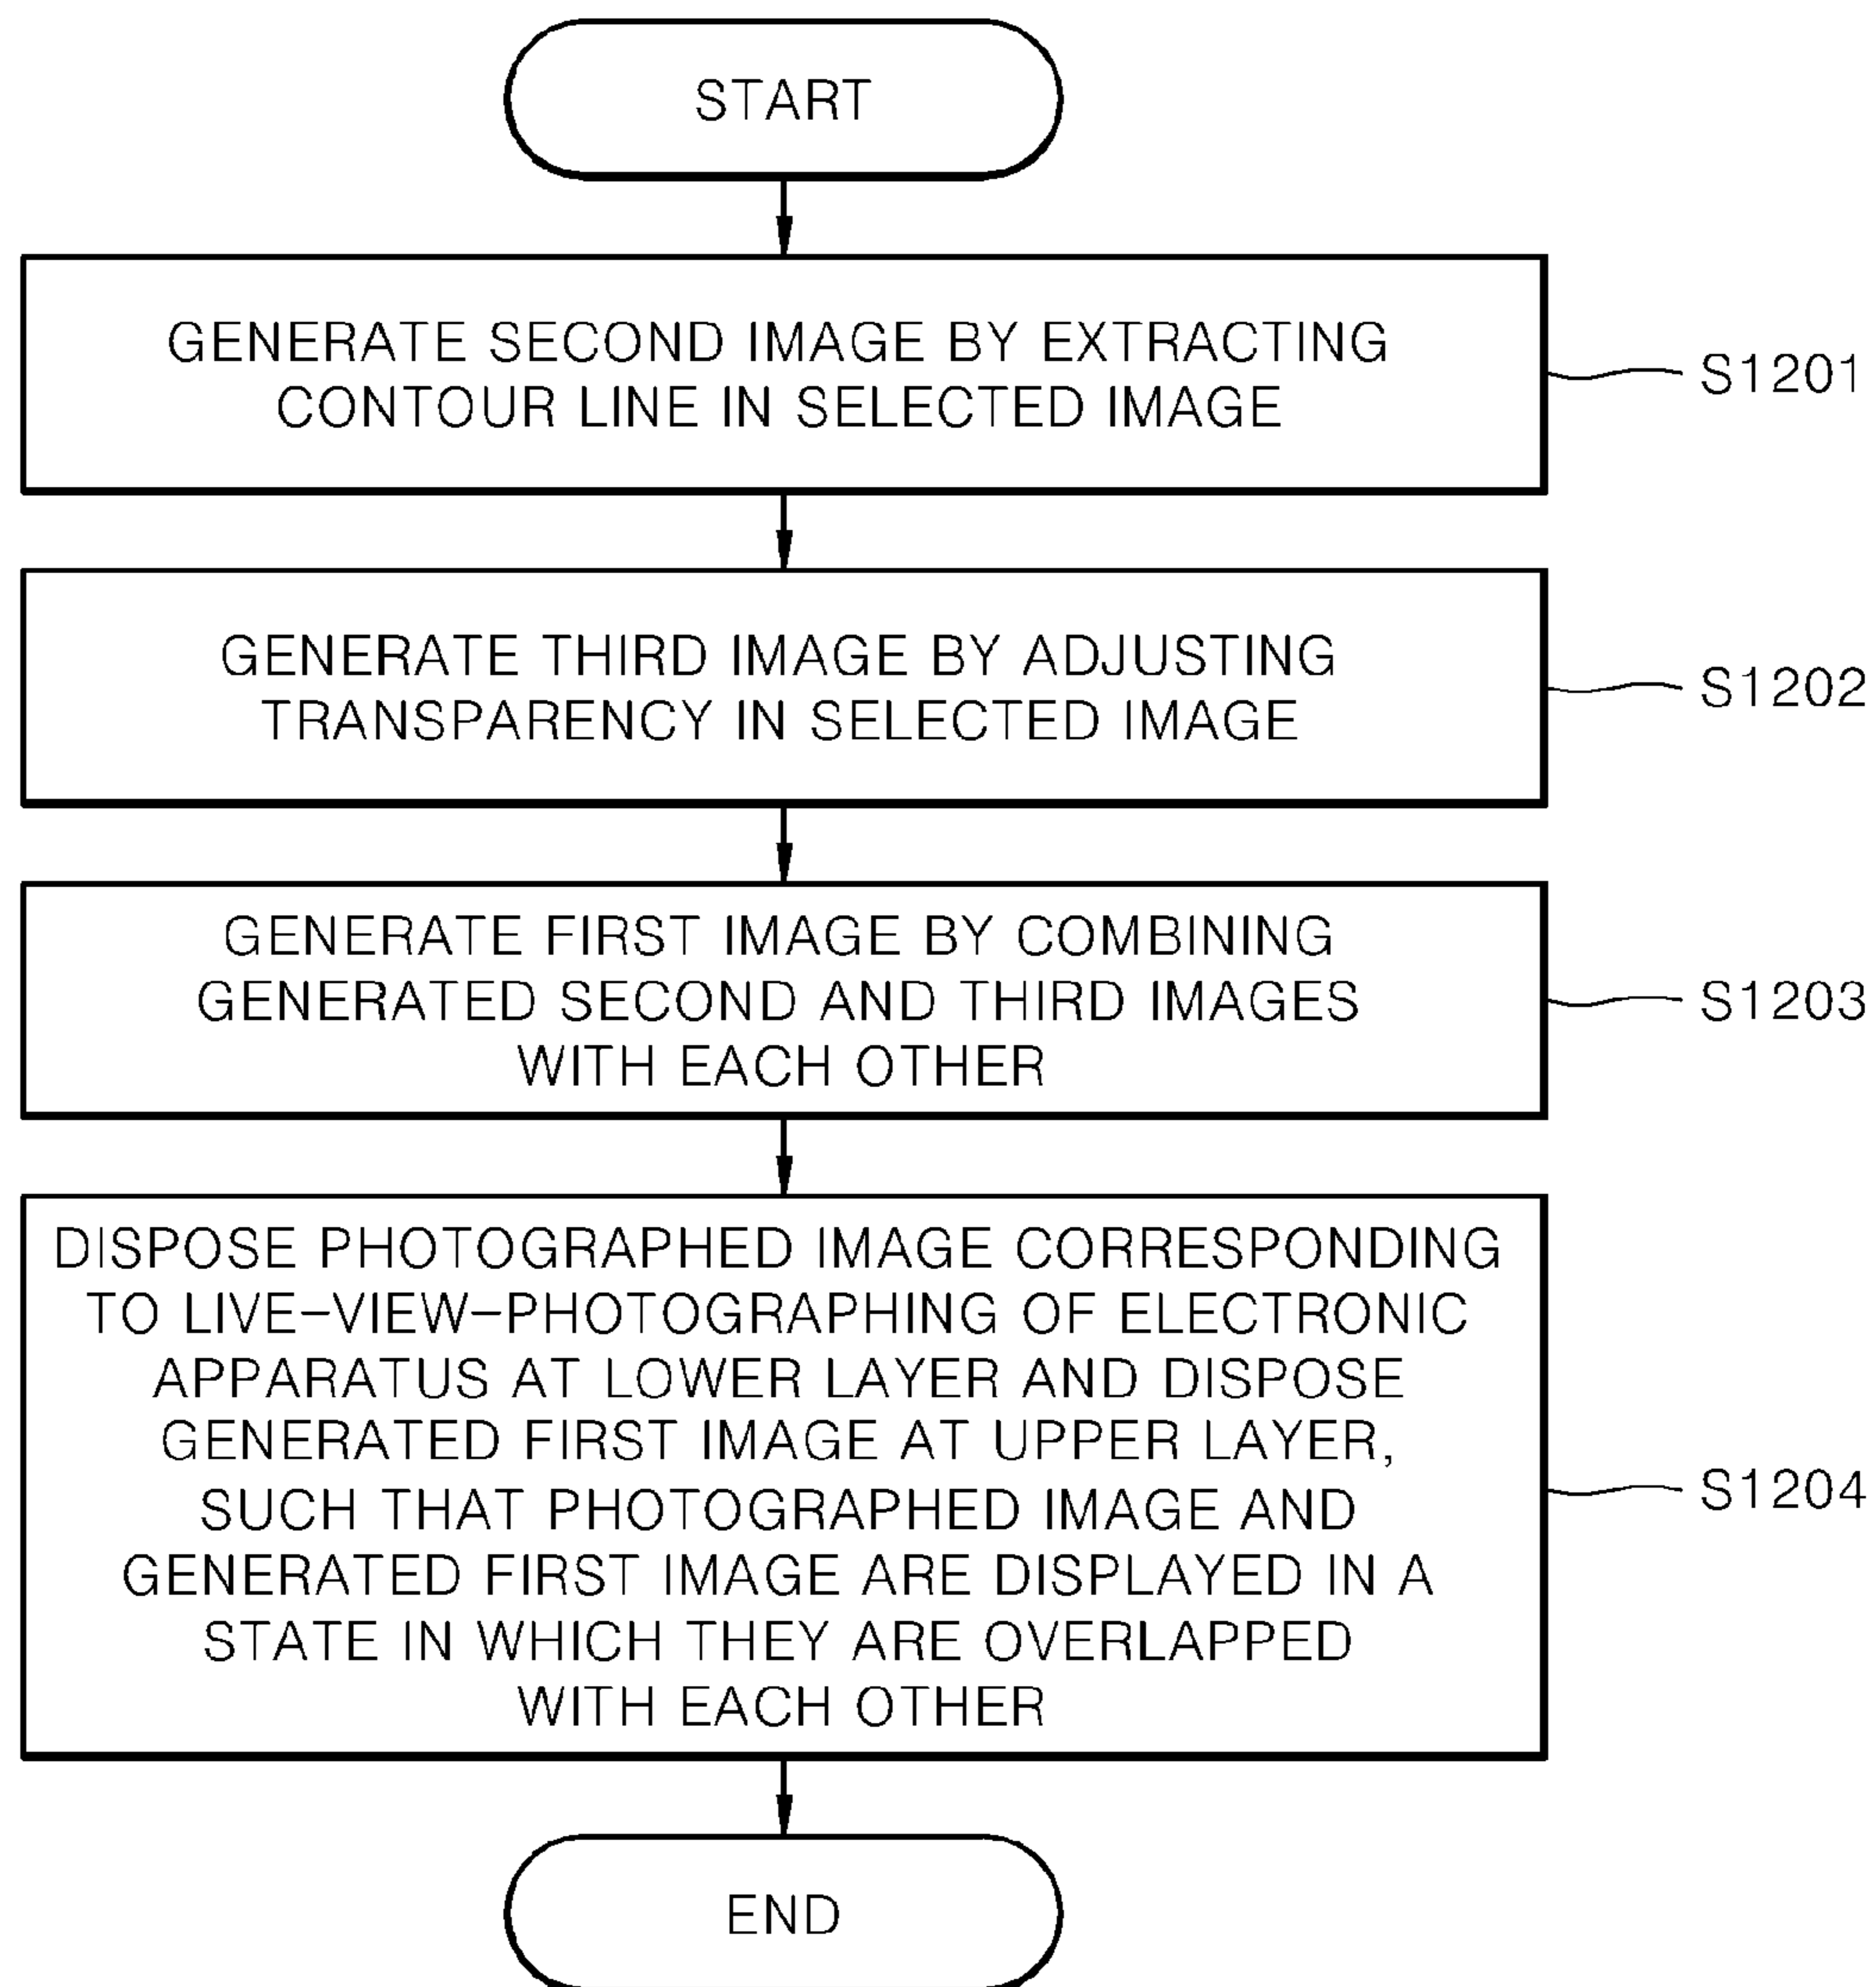 START
GENERATE SECOND IMAGE BY EXTRACTING
CONTOUR LINE IN SELECTED IMAGE
S1201
GENERATE THIRD IMAGE BY ADJUSTING
TRANSPARENCY IN SELECTED IMAGE
S1202
GENERATE FIRST IMAGE BY COMBINING
GENERATED SECOND AND THIRD IMAGES
WITH EACH OTHER
S1203
DISPOSE PHOTOGRAPHED IMAGE CORRESPONDING
TO LIVE-VIEW-PHOTOGRAPHING OF ELECTRONIC
APPARATUS AT LOWER LAYER AND DISPOSE
GENERATED FIRST IMAGE AT UPPER LAYER,
SUCH THAT PHOTOGRAPHED IMAGE AND
GENERATED FIRST IMAGE ARE DISPLAYED IN A
STATE IN WHICH THEY ARE OVERLAPPED
WITH EACH OTHER
S1204
END